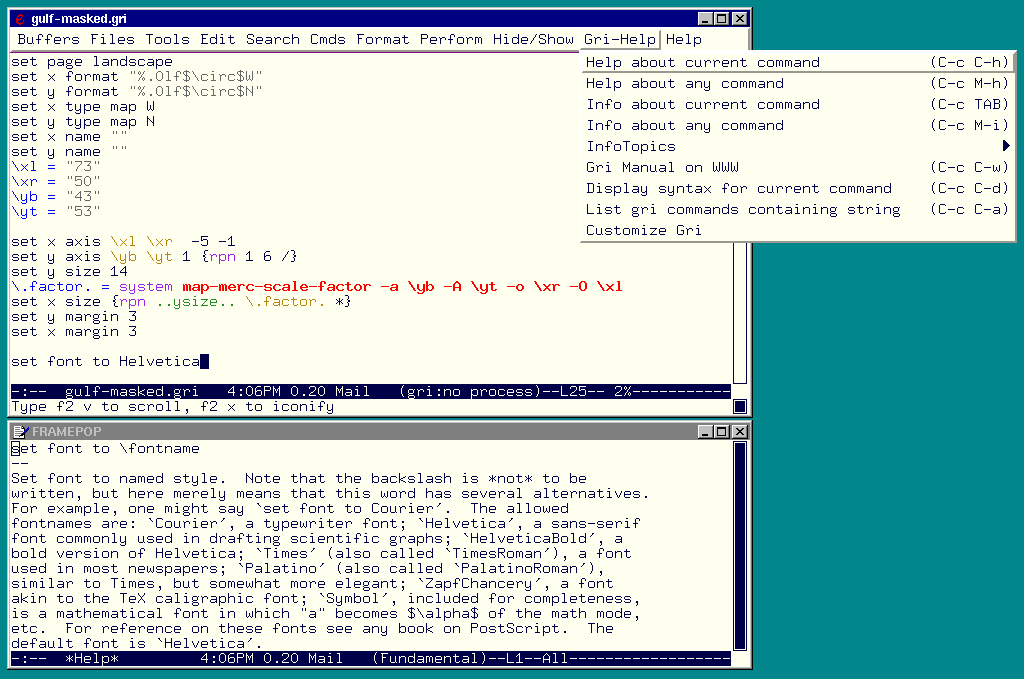 gulf-masked.gri
Buffers Files Tools Edit Search Cmds Format Perform Hide/Show Gri-Help Help
set page landscape
set x format "%.0lf$\circ$W"
set y format "%.0lf$\circ$N"
set x type map W
set y type map N
set x name ""
set y name ""
\xl = "73"
\xr = "50"
\yb = "43"
\yt = "53"
set x axis \xl \xr  -5 -1
set y axis \yb \yt 1 {rpn 1 6 /}
set y size 14
\.factor. = system map-merc-scale-factor -a \yb -A \yt -o \xr -O \xl
set x size {rpn ..ysize.. \.factor. *}
set y margin 3
set x margin 3
set font to Helvetica
-:--  gulf-masked.gri   4:06PM 0.20 Mail   (gri:no process)--L25-- 2%-----------
Type f2 v to scroll, f2 x to iconify
Help about current command (C-c C-h)
Help about any command (C-c M-h)
Info about current command (C-c TAB)
Info about any command (C-c M-i)
InfoTopics
Gri Manual on WWW (C-c C-w)
Display syntax for current command (C-c C-d)
List gri commands containing string (C-c C-a)
Customize Gri
FRAMEPOP
set font to \fontname
--
Set font to named style.  Note that the backslash is *not* to be
written, but here merely means that this word has several alternatives.
For example, one might say `set font to Courier'.  The allowed
fontnames are: `Courier', a typewriter font; `Helvetica', a sans-serif
font commonly used in drafting scientific graphs; `HelveticaBold', a
bold version of Helvetica; `Times' (also called `TimesRoman'), a font
used in most newspapers; `Palatino' (also called `PalatinoRoman'),
similar to Times, but somewhat more elegant; `ZapfChancery', a font
akin to the TeX caligraphic font; `Symbol', included for completeness,
is a mathematical font in which "a" becomes $\alpha$ of the math mode,
etc.  For reference on these fonts see any book on PostScript.  The
default font is `Helvetica'.
-:--  *Help*         4:06PM 0.20 Mail   (Fundamental)--L1--All------------------